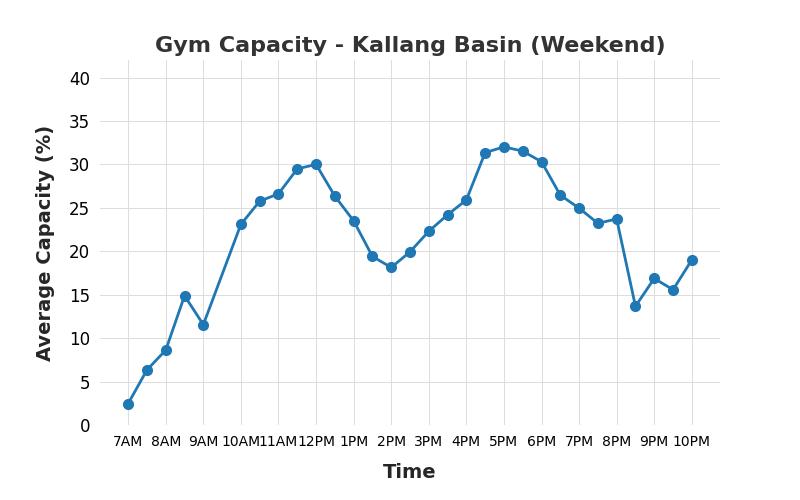 Gym Capacity - Kallang Basin (Weekend)
Average Capacity (%)
40
35
30
25
20
15
10
5
0
7AM 8AM 9AM 10AM 11AM 12PM 1PM 2PM 3PM 4PM 5PM 6PM 7PM 8PM 9PM 10PM
Time